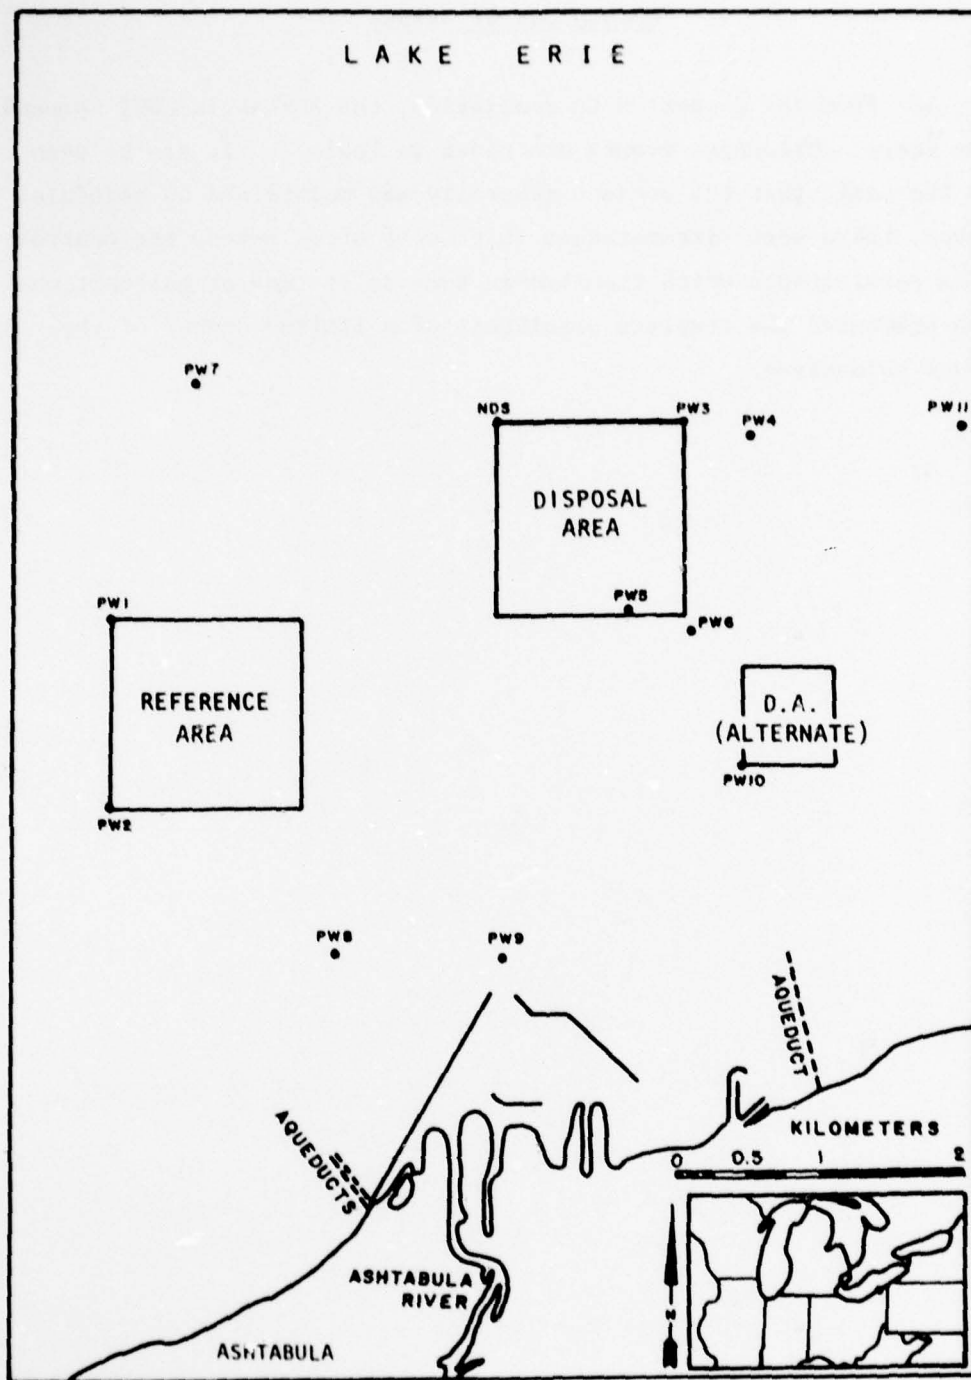 LAKE ERIE
PW7
NDS
PW3
PW4
PW11
DISPOSAL
AREA
PW5
PW6
PW1
REFERENCE
AREA
D.A.
(ALTERNATE)
PW10
PW2
PW8
PW9
AQUEDUCT
AQUEDUCTS
KILOMETERS
0 0.5 1 2
ASHTABULA
RIVER
N
ASHTABULA